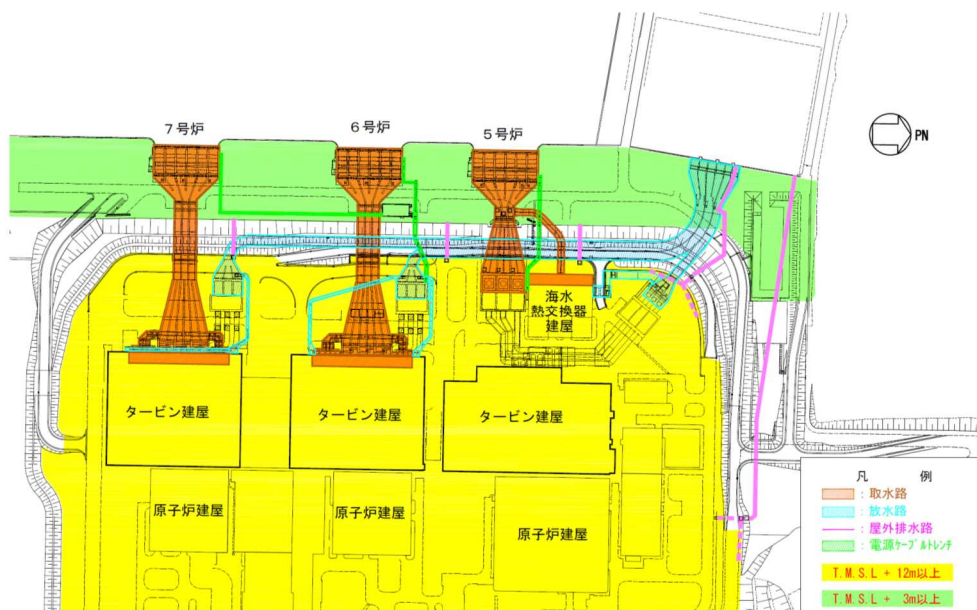 7号炉
6号炉
5号炉
PN
海水
熱交換器
建屋
タービン建屋
タービン建屋
タービン建屋
原子炉建屋
原子炉建屋
原子炉建屋
凡 例
：取水路
：放水路
：屋外排水路
：電源ケーブルトレンチ
T.M.S.L + 12m以上
T.M.S.L + 3m以上